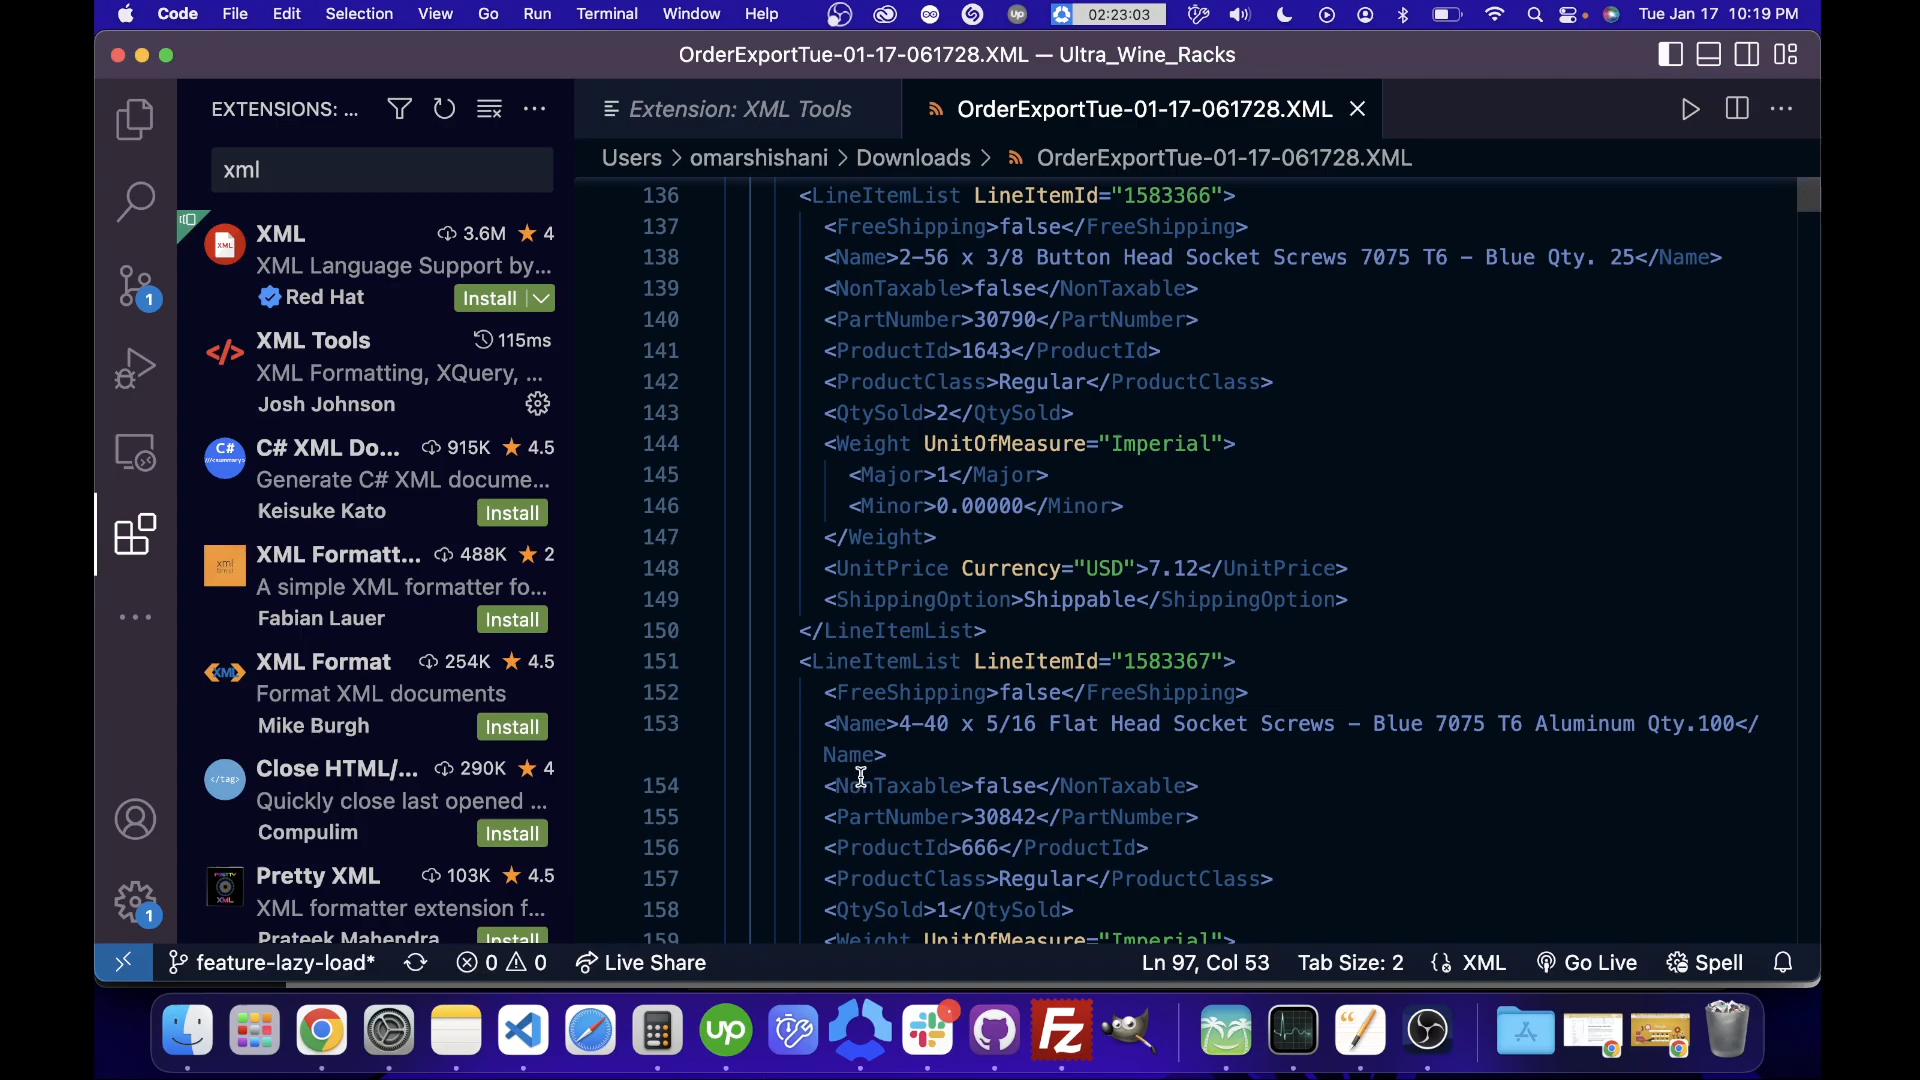 Code File Edit Selection View Go Run Terminal Window Help up 02:23:03 Tue Jan 17 10:19 PM
OrderExportTue-01-17-061728.XML — Ultra_Wine_Racks
EXTENSIONS: ...
xml
XML 3.6M 4
XML Language Support by...
Red Hat Install
XML Tools 115ms
XML Formatting, XQuery, ...
Josh Johnson
C# XML Do... 915K 4.5
Generate C# XML docume...
Keisuke Kato Install
XML Formatt... 488K 2
A simple XML formatter fo...
Fabian Lauer Install
XML Format 254K 4.5
Format XML documents
Mike Burgh Install
Close HTML/... 290K 4
Quickly close last opened ...
Compulim Install
Pretty XML 103K 4.5
XML formatter extension f...
Prateek Mahendra Install
Extension: XML Tools OrderExportTue-01-17-061728.XML
Users > omarshishani > Downloads > OrderExportTue-01-17-061728.XML
136 <LineItemList LineItemId="1583366">
137 <FreeShipping>false</FreeShipping>
138 <Name>2-56 x 3/8 Button Head Socket Screws 7075 T6 - Blue Qty. 25</Name>
139 <NonTaxable>false</NonTaxable>
140 <PartNumber>30790</PartNumber>
141 <ProductId>1643</ProductId>
142 <ProductClass>Regular</ProductClass>
143 <QtySold>2</QtySold>
144 <Weight UnitOfMeasure="Imperial">
145 <Major>1</Major>
146 <Minor>0.00000</Minor>
147 </Weight>
148 <UnitPrice Currency="USD">7.12</UnitPrice>
149 <ShippingOption>Shippable</ShippingOption>
150 </LineItemList>
151 <LineItemList LineItemId="1583367">
152 <FreeShipping>false</FreeShipping>
153 <Name>4-40 x 5/16 Flat Head Socket Screws - Blue 7075 T6 Aluminum Qty.100</
Name>
154 <NonTaxable>false</NonTaxable>
155 <PartNumber>30842</PartNumber>
156 <ProductId>666</ProductId>
157 <ProductClass>Regular</ProductClass>
158 <QtySold>1</QtySold>
159 <Weight UnitOfMeasure="Imperial">
1
1
feature-lazy-load* 0 0 Live Share Ln 97, Col 53 Tab Size: 2 XML Go Live Spell
up Fz